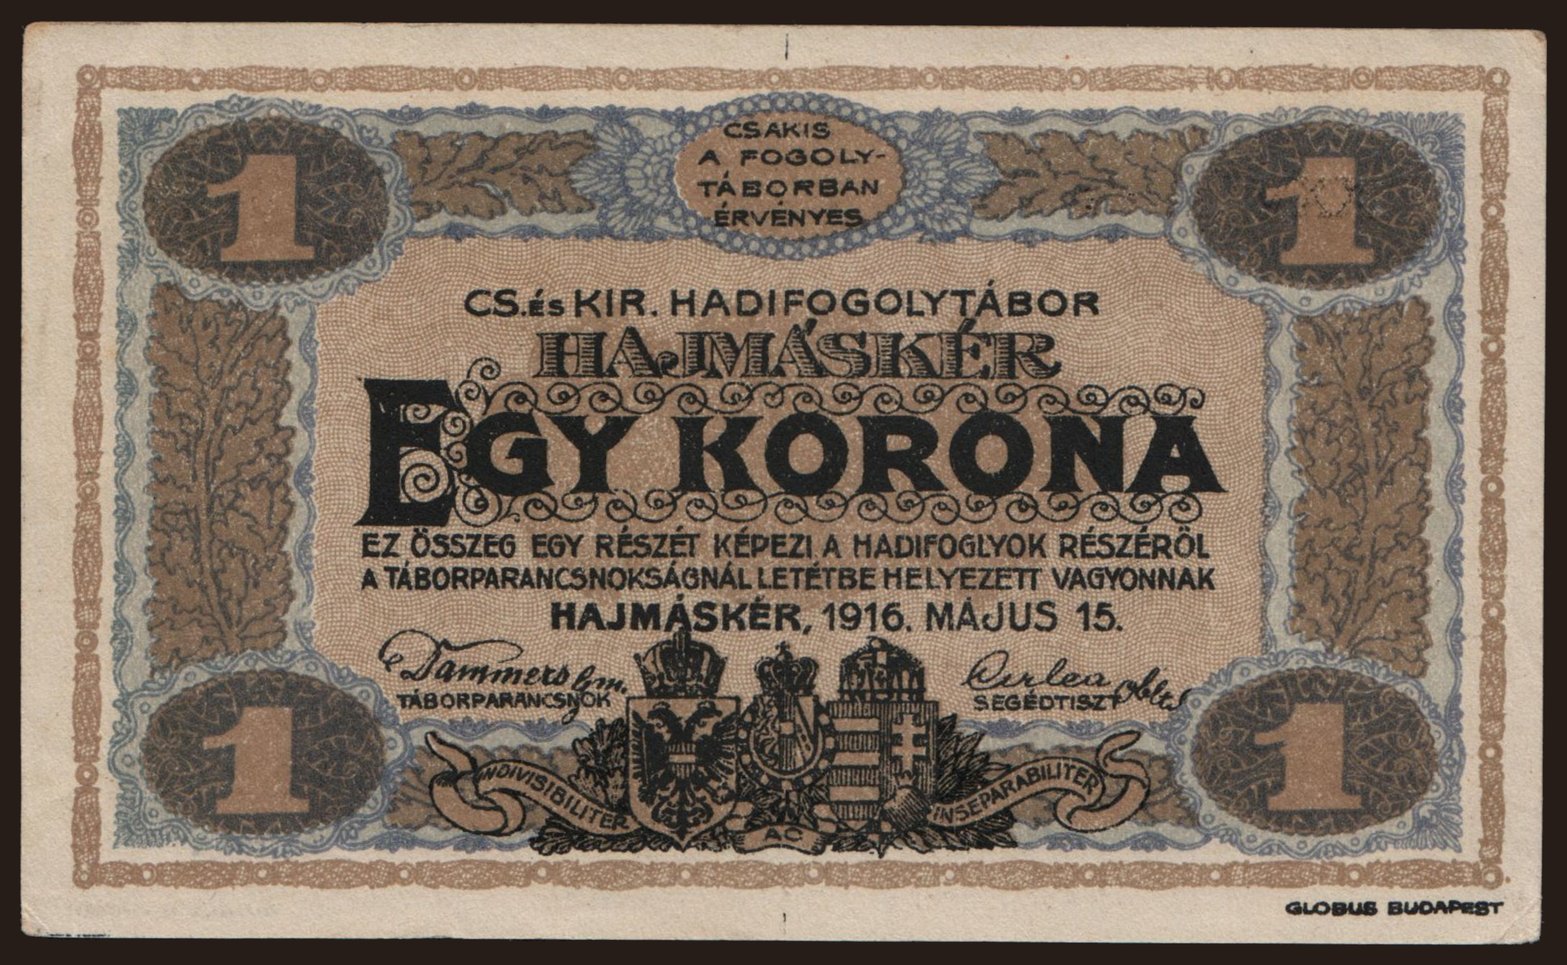 1
CSAKIS
A FOGOLY-
TÁBORBAN
ÉRVÉNYES
1
CS. és KIR. HADIFOGOLYTÁBOR
HAJMÁSKÉR
EGY KORONA
EZ ÖSSZEG EGY RÉSZÉT KÉPEZI A HADIFOGLYOK RÉSZÉRŐL
A TÁBORPARANCSNOKSÁGNÁL LETÉTBE HELYEZETT VAGYONNAK
HAJMÁSKÉR, 1916. MÁJUS 15.
TÁBORPARANCSNOK
SEGÉDTISZT
1
INDIVISIBILITER
AC
INSEPARABILITER
1
GLOBUS BUDAPEST